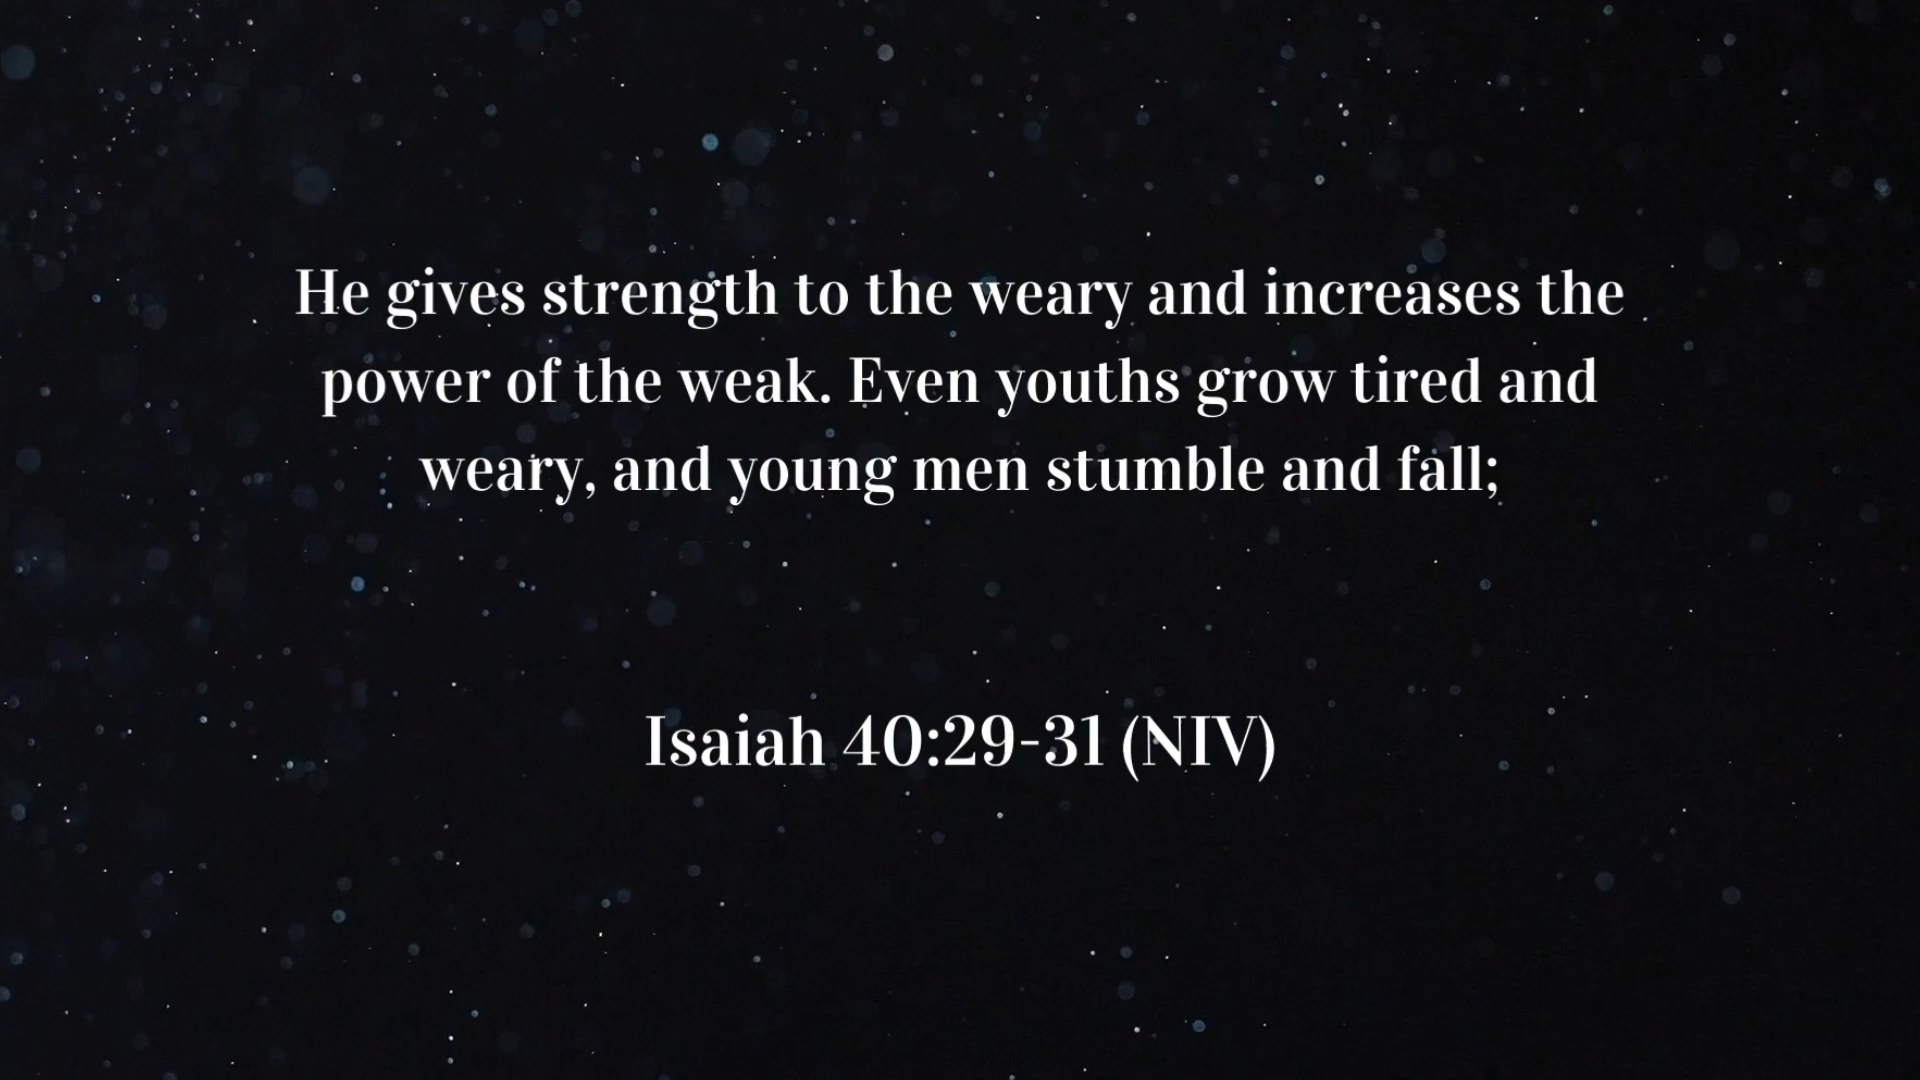 He gives strength to the weary and increases the
power of the weak. Even youths grow tired and
weary, and young men stumble and fall;
Isaiah 40:29-31 (NIV)